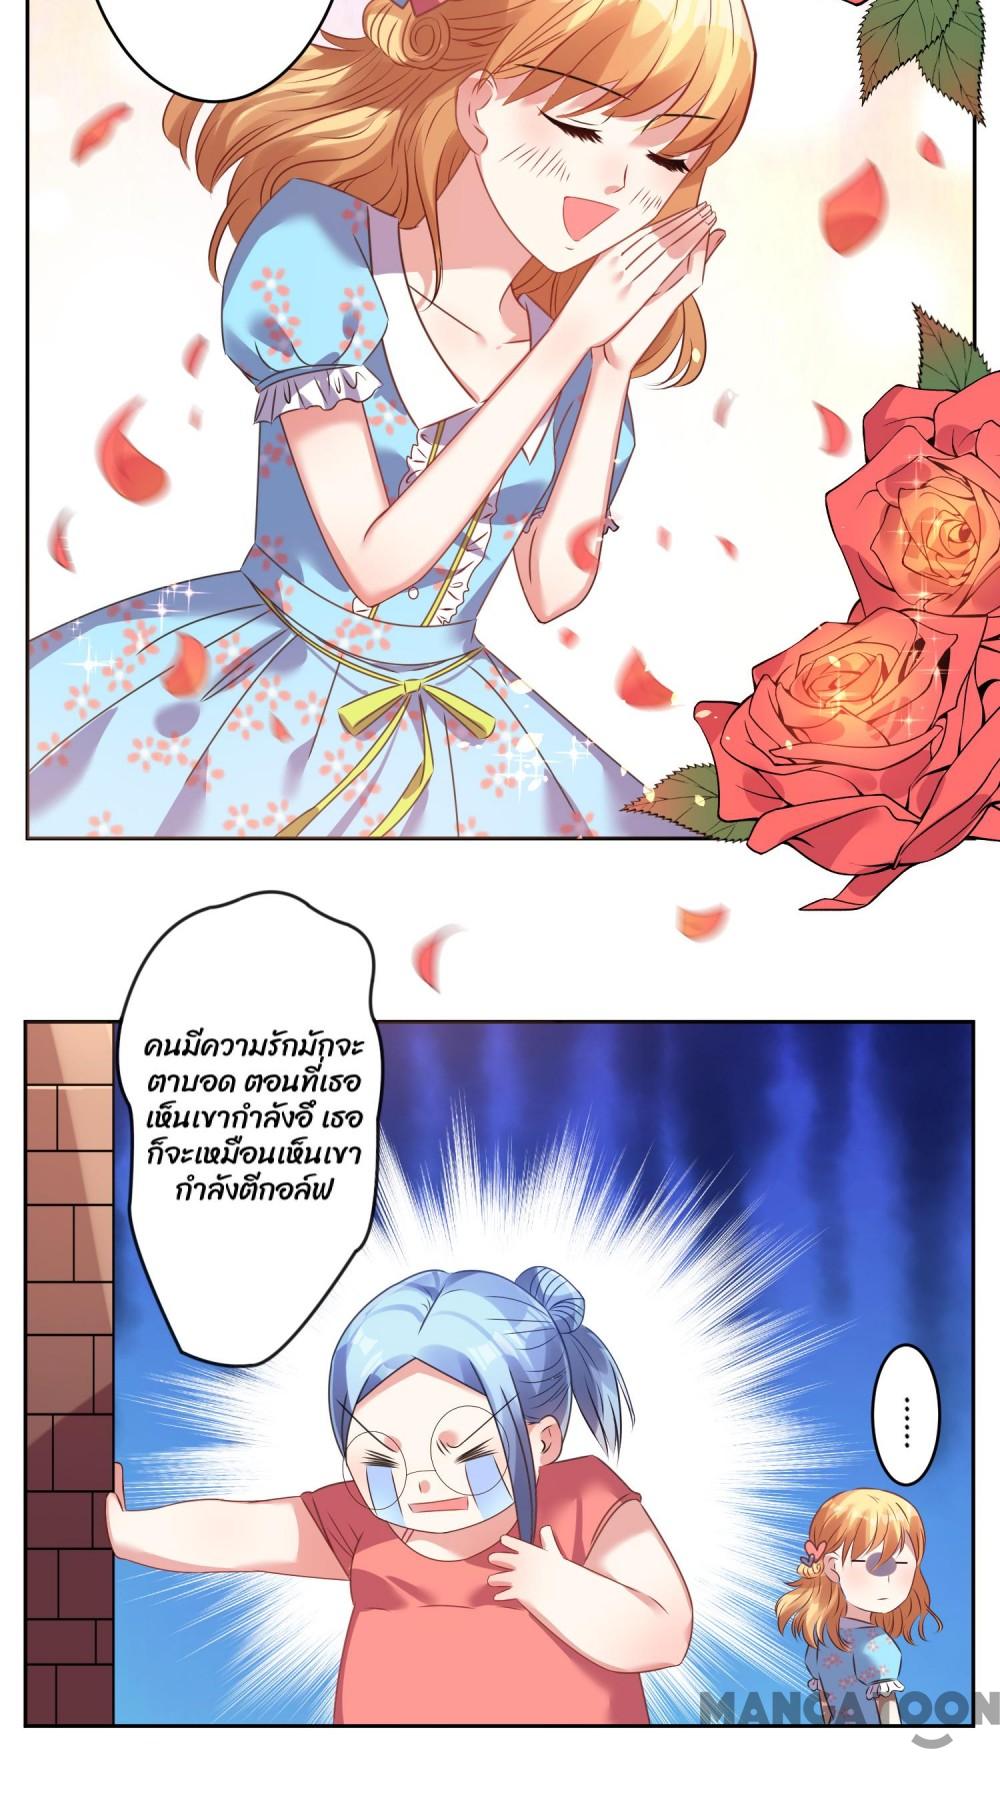 คนมีความรักมักจะ
ตาบอด ตอนที่เธอ
เห็นเขากำลังอึ เธอ
ก็จะเหมือนเห็นเขา
กำลังตีกอล์ฟ
.......
MANGATOON